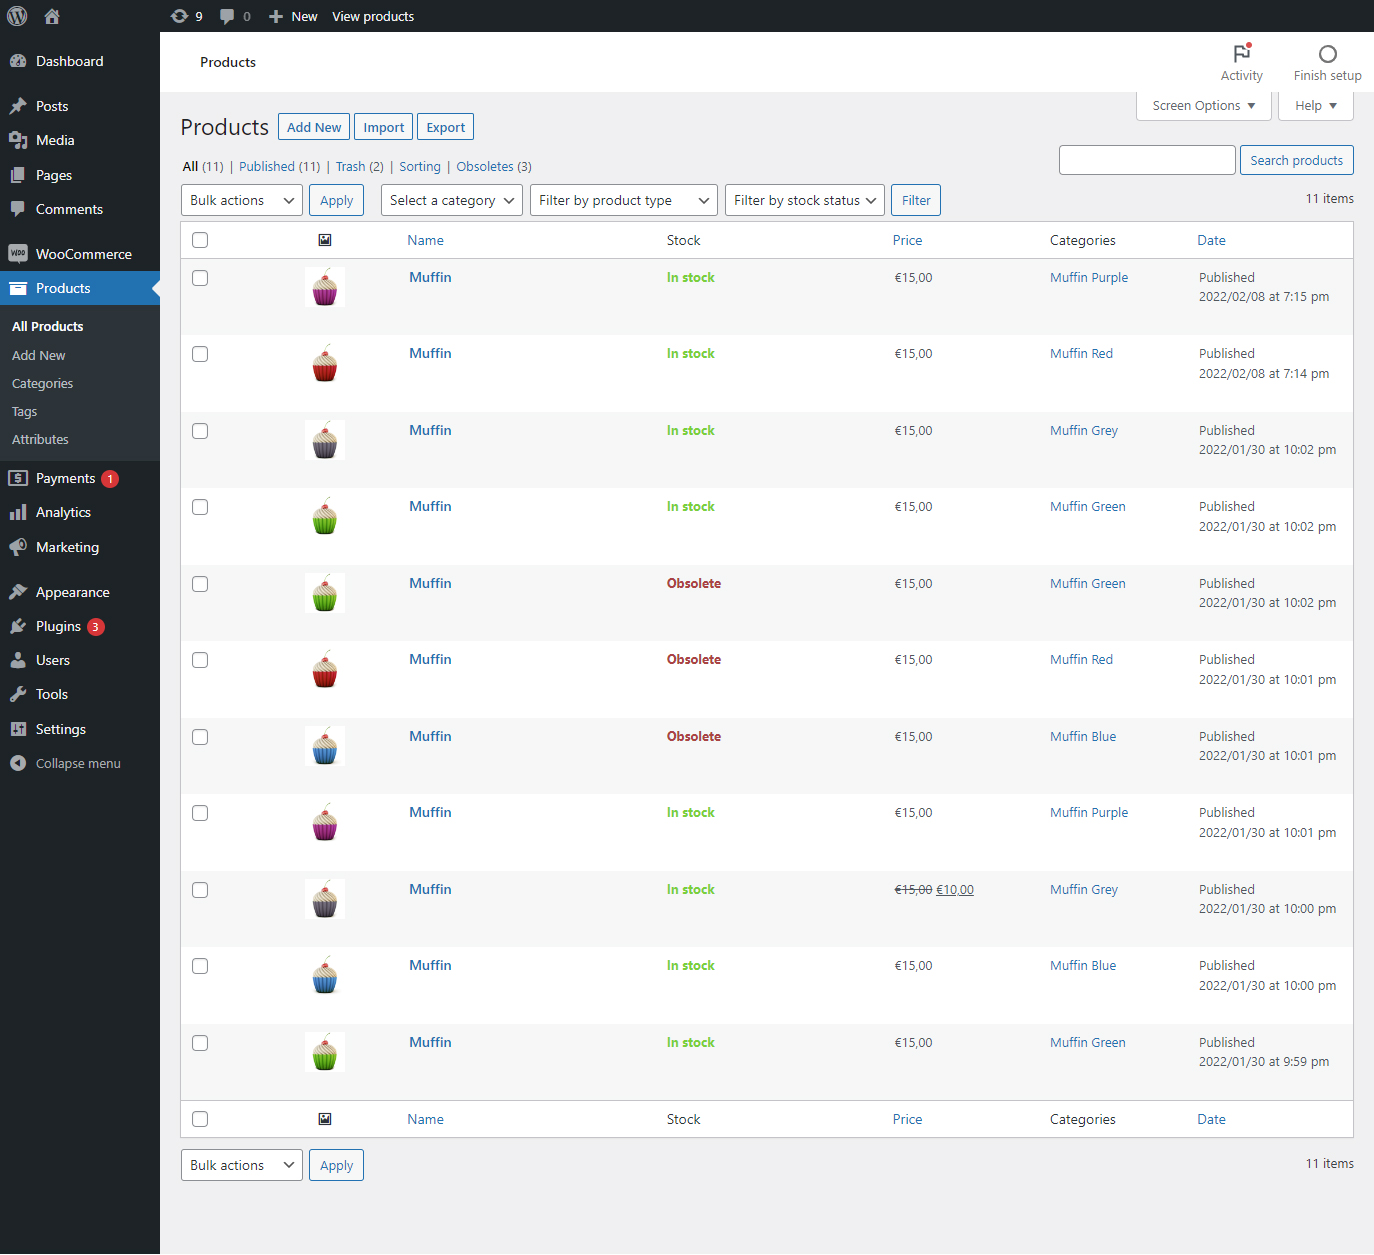 9 0 New View products
Dashboard
Posts
Media
Pages
Comments
WooCommerce
Products
All Products
Add New
Categories
Tags
Attributes
Payments 1
Analytics
Marketing
Appearance
Plugins 3
Users
Tools
Settings
Collapse menu
Products
Activity Finish setup
Screen Options Help
Products Add New Import Export
All (11) | Published (11) | Trash (2) | Sorting | Obsoletes (3)
Search products
Bulk actions Apply Select a category Filter by product type Filter by stock status Filter 11 items
Name Stock Price Categories Date
Muffin In stock €15,00 Muffin Purple Published
2022/02/08 at 7:15 pm
Muffin In stock €15,00 Muffin Red Published
2022/02/08 at 7:14 pm
Muffin In stock €15,00 Muffin Grey Published
2022/01/30 at 10:02 pm
Muffin In stock €15,00 Muffin Green Published
2022/01/30 at 10:02 pm
Muffin Obsolete €15,00 Muffin Green Published
2022/01/30 at 10:02 pm
Muffin Obsolete €15,00 Muffin Red Published
2022/01/30 at 10:01 pm
Muffin Obsolete €15,00 Muffin Blue Published
2022/01/30 at 10:01 pm
Muffin In stock €15,00 Muffin Purple Published
2022/01/30 at 10:01 pm
Muffin In stock €15,00 €10,00 Muffin Grey Published
2022/01/30 at 10:00 pm
Muffin In stock €15,00 Muffin Blue Published
2022/01/30 at 10:00 pm
Muffin In stock €15,00 Muffin Green Published
2022/01/30 at 9:59 pm
Name Stock Price Categories Date
Bulk actions Apply 11 items